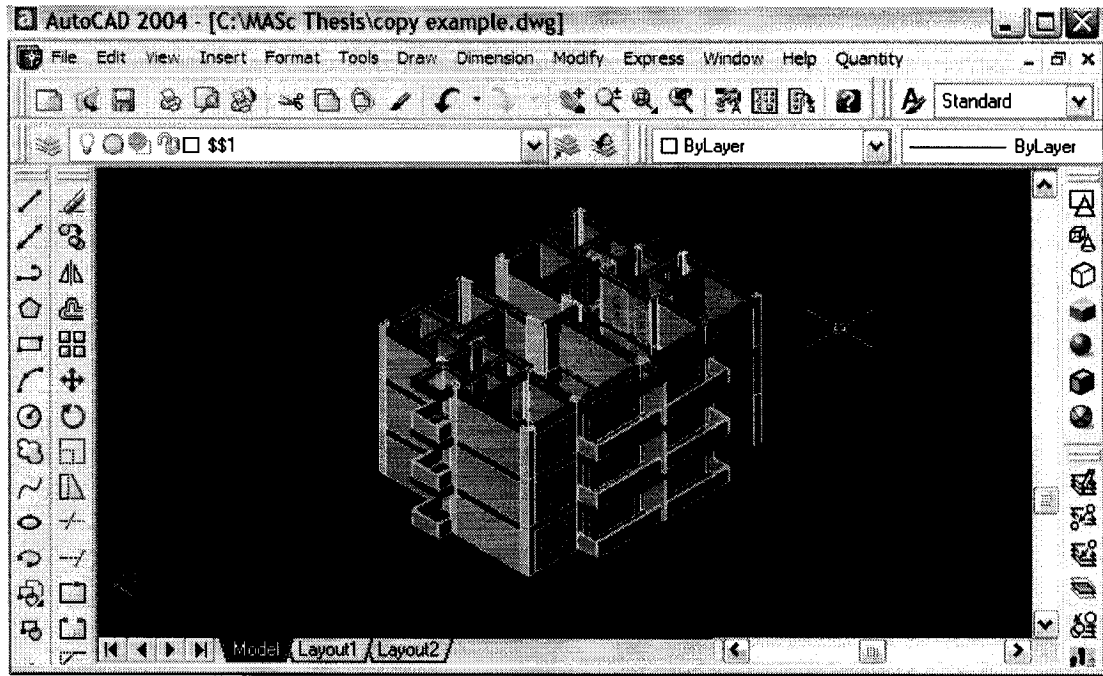 AutoCAD 2004 - [C:\MASc Thesis\copy example.dwg]
File Edit View Insert Format Tools Draw Dimension Modify Express Window Help Quantity
Standard
$$1 ByLayer ByLayer
Model Layout1 Layout2